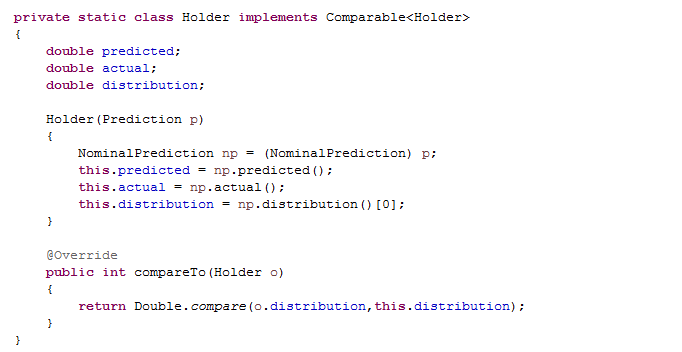 private static class Holder implements Comparable<Holder>
{
    double predicted;
    double actual;
    double distribution;
    Holder(Prediction p)
    {
        NominalPrediction np = (NominalPrediction) p;
        this.predicted = np.predicted();
        this.actual = np.actual();
        this.distribution = np.distribution()[0];
    }
    @Override
    public int compareTo(Holder o)
    {
        return Double.compare(o.distribution,this.distribution);
    }
}